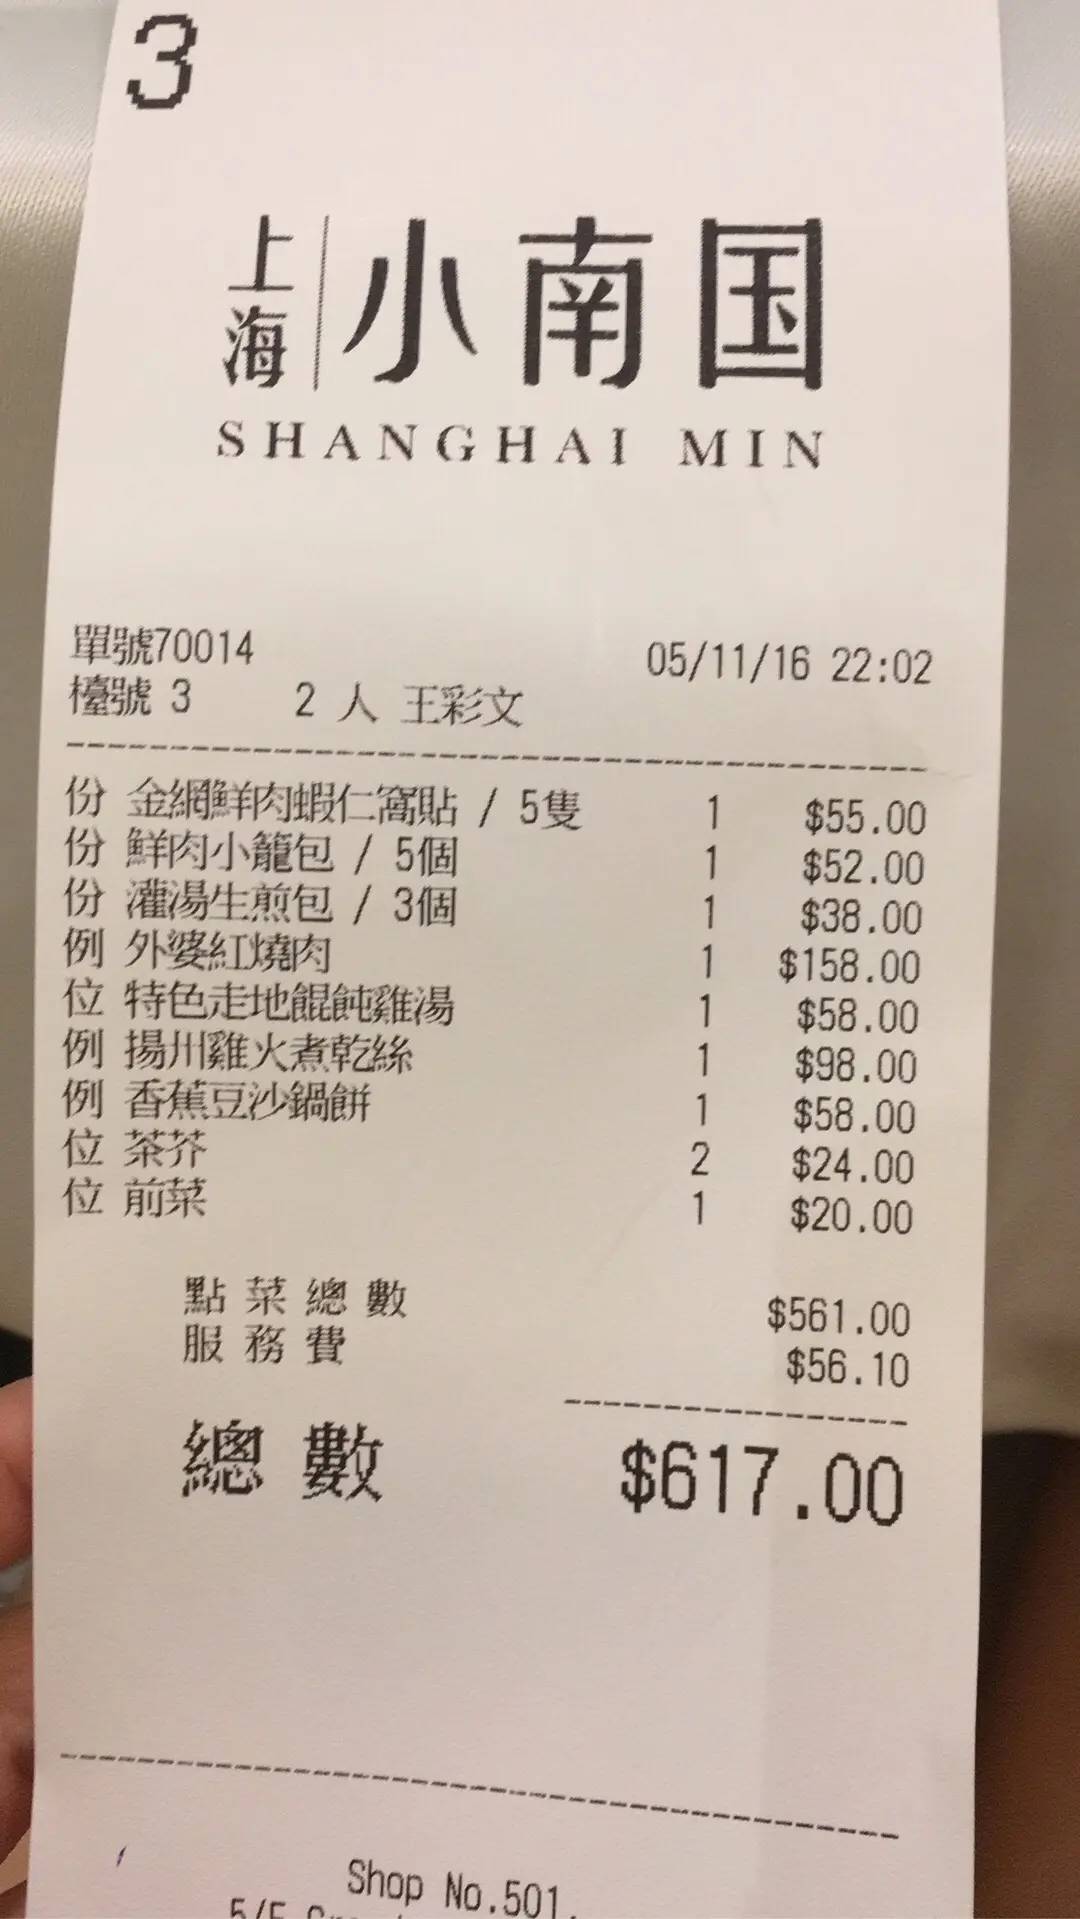 3
上海 小南国
SHANGHAI MIN
單號70014 05/11/16 22:02
檯號 3 2 人 王彩文
份 金網鮮肉蝦仁窩貼 / 5隻 1 $55.00
份 鮮肉小籠包 / 5個 1 $52.00
份 灌湯生煎包 / 3個 1 $38.00
例 外婆紅燒肉 1 $158.00
位 特色走地餛飩雞湯 1 $58.00
例 揚州雞火煮乾絲 1 $98.00
例 香蕉豆沙鍋餅 1 $58.00
位 茶芥 2 $24.00
位 前菜 1 $20.00
點菜總數 $561.00
服務費 $56.10
總數 $617.00
Shop No.501,